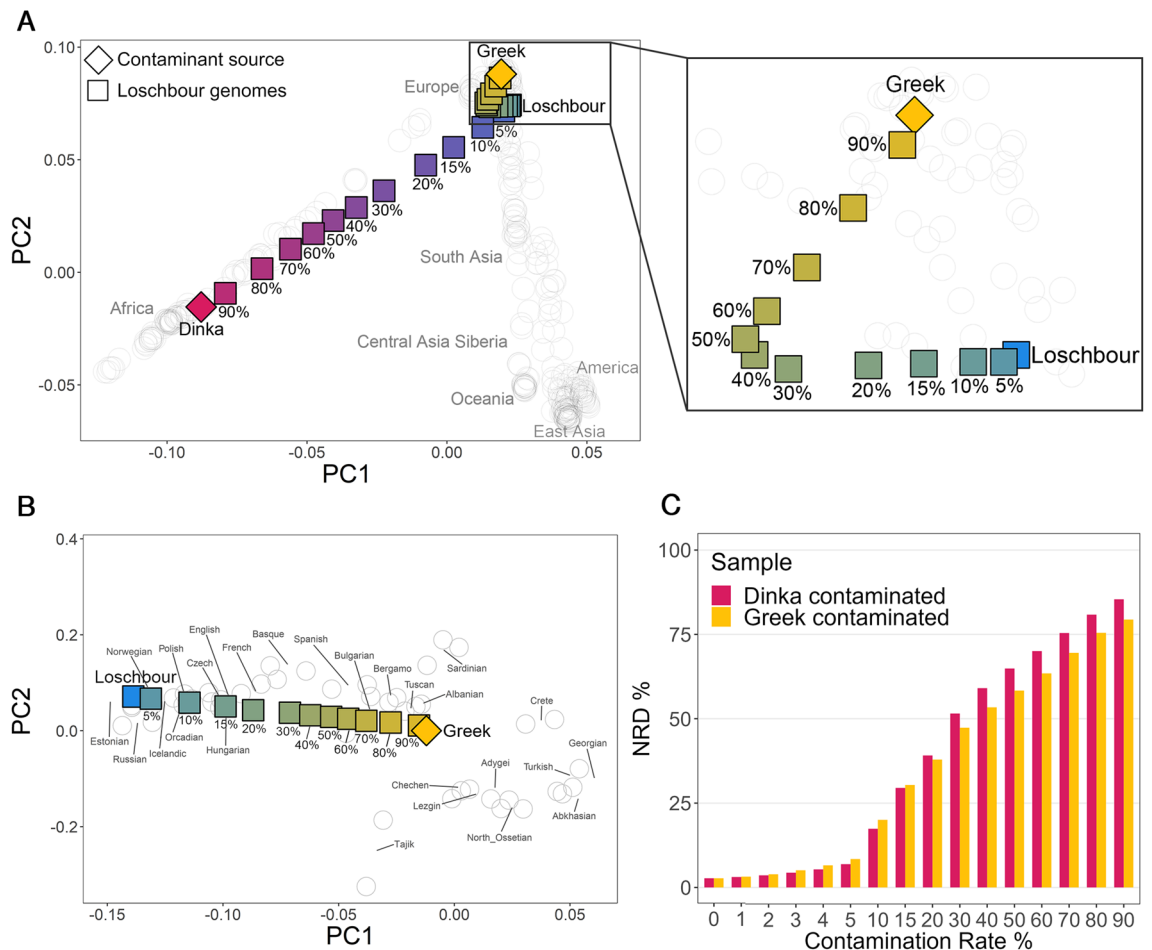 A
0.10
0.05
0.00
-0.05
PC2
Contaminant source
Loschbour genomes
Greek
Europe
Loschbour
5%
10%
15%
20%
30%
40%
50%
60%
70%
80%
90%
South Asia
Africa
Dinka
Central Asia Siberia
America
Oceania
East Asia
-0.10
-0.05
0.00
0.05
PC1
Greek
90%
80%
70%
60%
50%
40%
30%
20%
15%
10%
5%
Loschbour
B
0.4
0.2
0.0
-0.2
PC2
English
Basque
Spanish
Norwegian
Polish
French
Bulgarian
Czech
Bergamo
Sardinian
Loschbour
Tuscan
Albanian
Crete
5%
10%
15%
20%
30%
40%
50%
60%
70%
80%
90%
Greek
Estonian
Russian
Icelandic
Orcadian
Hungarian
Georgian
Adygei
Turkish
Chechen
Lezgin
Abkhasian
North_Ossetian
Tajik
-0.15
-0.10
-0.05
0.00
0.05
PC1
C
100
75
50
25
0
NRD %
Sample
Dinka contaminated
Greek contaminated
0 1 2 3 4 5 10 15 20 30 40 50 60 70 80 90
Contamination Rate %